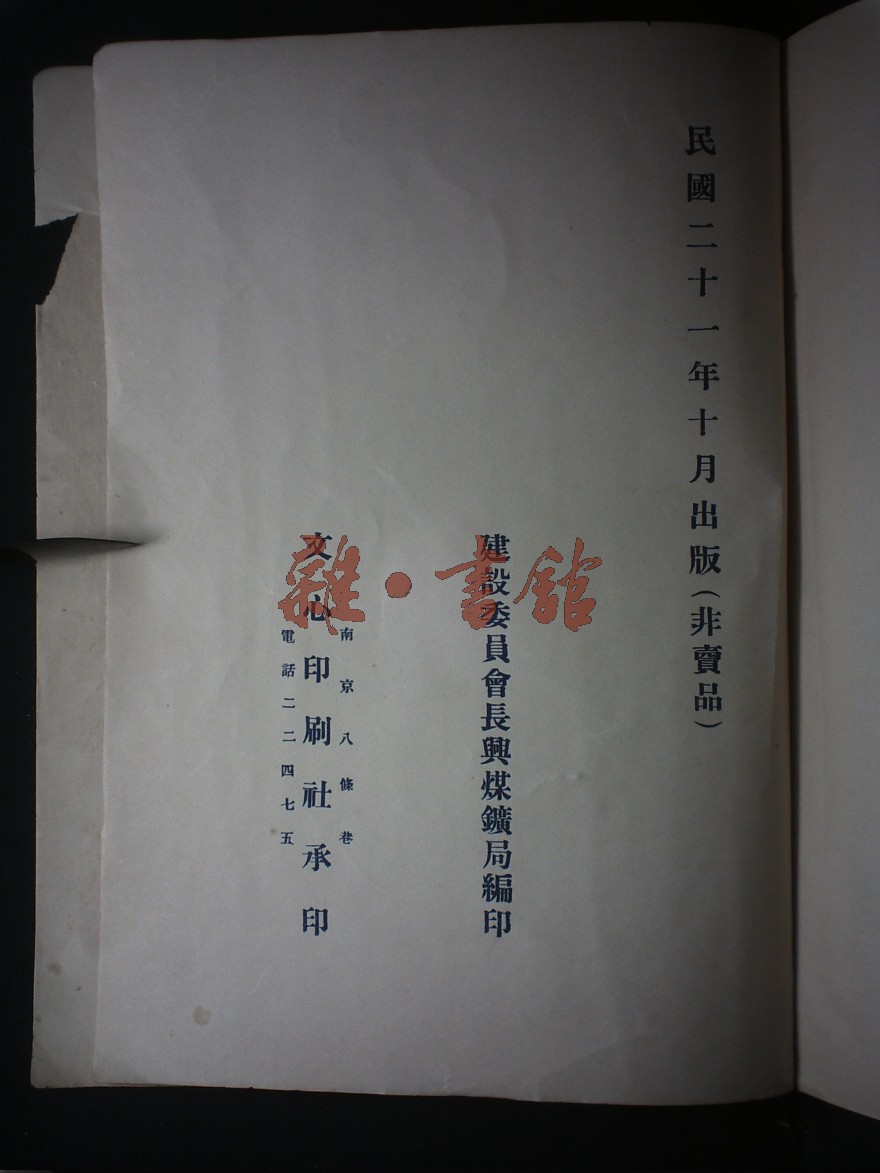 民國二十一年十月出版（非賣品）
建設委員會長興煤鑛局編印
南京八條巷
文心印刷社承印
電話二二四七五
雜·書館